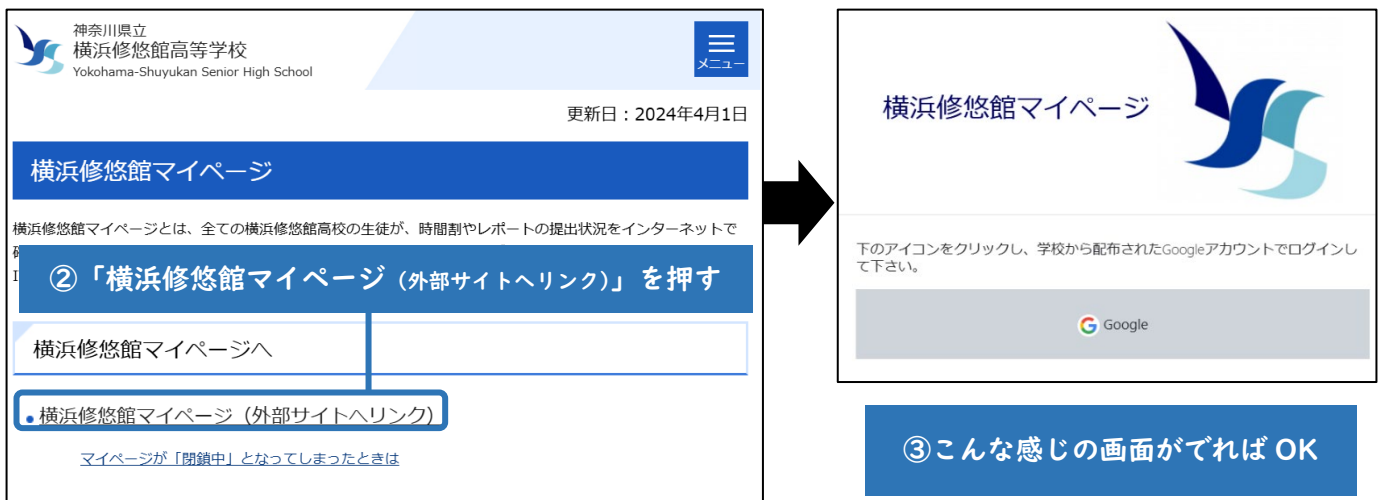 神奈川県立
横浜修悠館高等学校
Yokohama-Shuyukan Senior High School
メニュー
更新日：2024年4月1日
横浜修悠館マイページ
横浜修悠館マイページとは、全ての横浜修悠館高校の生徒が、時間割やレポートの提出状況をインターネットで
②「横浜修悠館マイページ（外部サイトへリンク）」を押す
横浜修悠館マイページへ
横浜修悠館マイページ（外部サイトへリンク）
マイページが「閉鎖中」となってしまったときは
横浜修悠館マイページ
下のアイコンをクリックし、学校から配布されたGoogleアカウントでログインし
て下さい。
Google
③こんな感じの画面がでれば OK